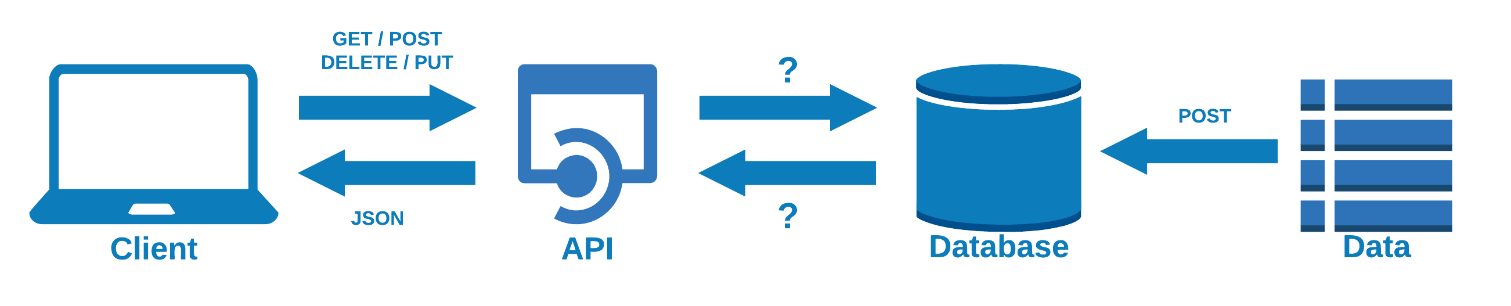 GET / POST
DELETE / PUT
JSON
Client
API
?
?
Database
POST
Data